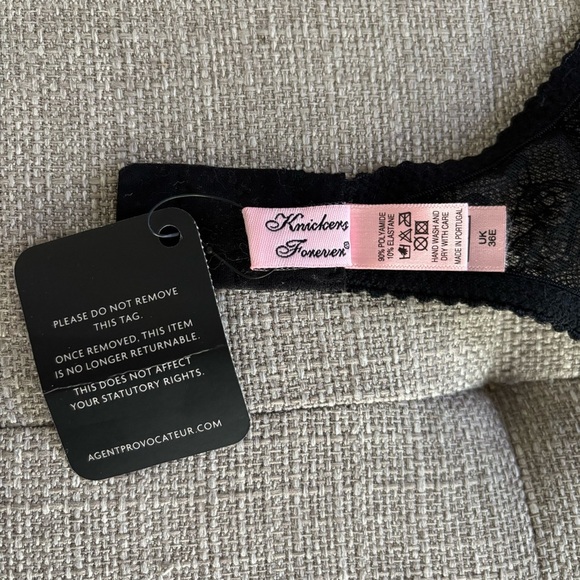 PLEASE DO NOT REMOVE
THIS TAG.
ONCE REMOVED, THIS ITEM
IS NO LONGER RETURNABLE.
THIS DOES NOT AFFECT
YOUR STATUTORY RIGHTS.
AGENTPROVOCATEUR.COM
Knickers
Forever®
90% POLYAMIDE
10% ELASTANE
HAND WASH AND
DRY WITH CARE
MADE IN PORTUGAL
UK
36E